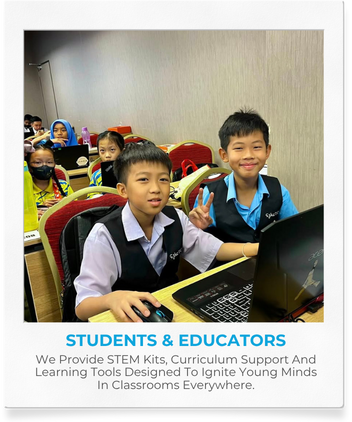 STUDENTS & EDUCATORS
We Provide STEM Kits, Curriculum Support And
Learning Tools Designed To Ignite Young Minds
In Classrooms Everywhere.